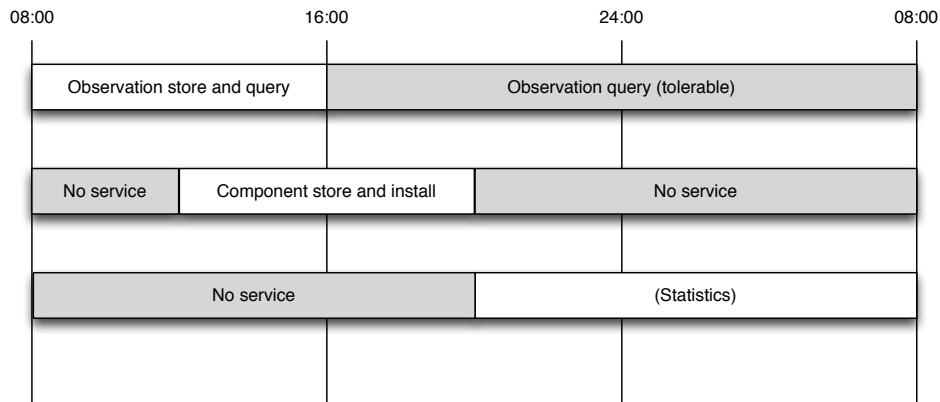 08:00 16:00 24:00 08:00
Observation store and query Observation query (tolerable)
No service Component store and install No service
No service (Statistics)